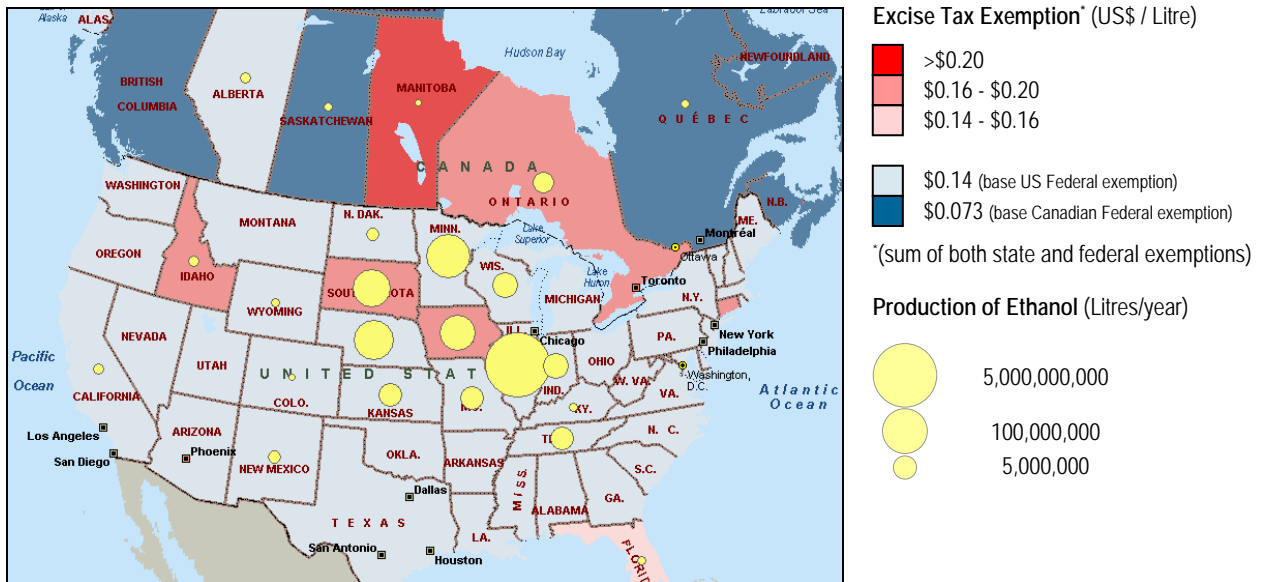 Alaska
ALAS.
Labrador Sea
Hudson Bay
NEWFOUNDLAND
BRITISH
COLUMBIA
ALBERTA
MANITOBA
SASKATCHEWAN
QUÉBEC
CANADA
ONTARIO
WASHINGTON
MONTANA
N. DAK.
MINN.
Lake
Superior
N.B.
ME.
Montréal
Ottawa
OREGON
IDAHO
WIS.
Lake
Huron
Toronto
MICHIGAN
N.Y.
WYOMING
ILL.
Chicago
New York
PA.
Philadelphia
NEVADA
UTAH
OHIO
Pacific
Ocean
UNITED STAT
IND.
W. VA.
Washington,
D.C.
Atlantic
Ocean
CALIFORNIA
COLO.
KANSAS
VA.
KY.
Los Angeles
ARIZONA
N. C.
San Diego
Phoenix
NEW MEXICO
OKLA.
ARKANSAS
S.C.
Dallas
MISS.
ALABAMA
GA.
TEXAS
LA.
San Antonio
Houston
FLORID
Excise Tax Exemption* (US$ / Litre)
>$0.20
$0.16 - $0.20
$0.14 - $0.16
$0.14 (base US Federal exemption)
$0.073 (base Canadian Federal exemption)
*(sum of both state and federal exemptions)
Production of Ethanol (Litres/year)
5,000,000,000
100,000,000
5,000,000